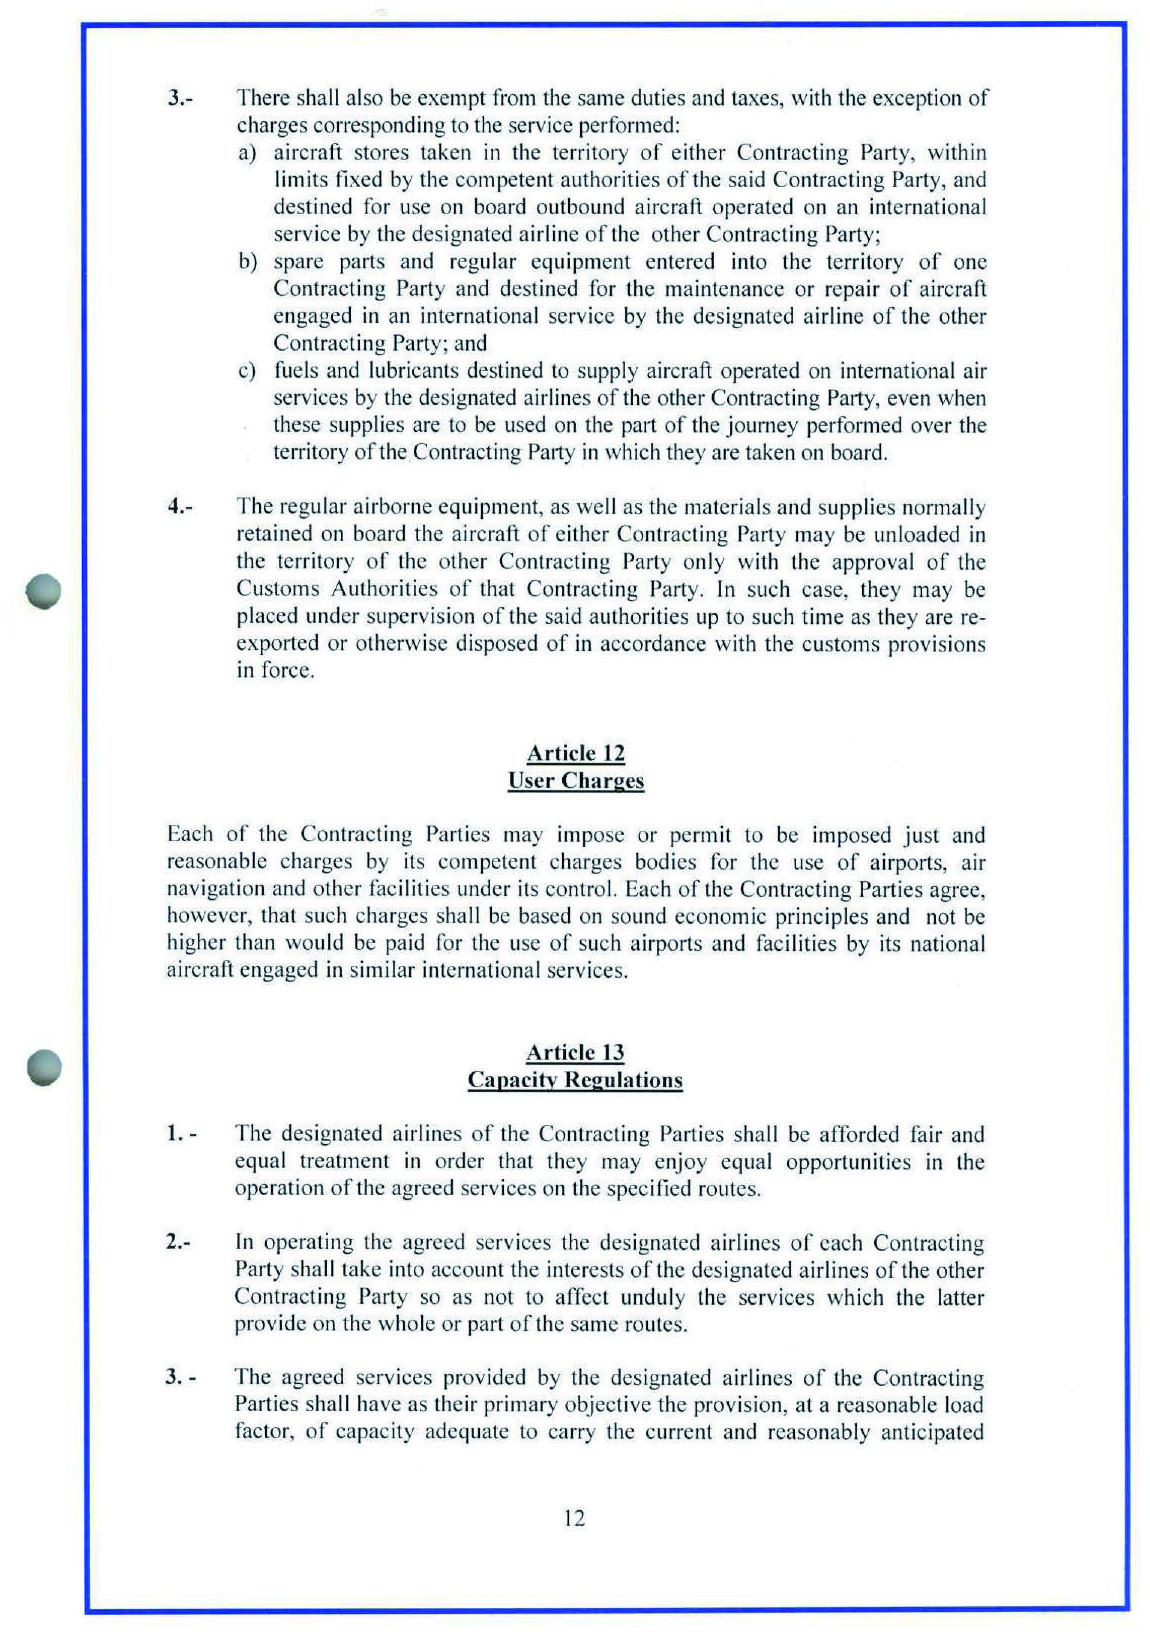 3.- There shall also be exempt from the same duties and taxes, with the exception of
charges corresponding to the service performed:
a) aircraft stores taken in the territory of either Contracting Party, within
limits fixed by the competent authorities of the said Contracting Party, and
destined for use on board outbound aircraft operated on an international
service by the designated airline of the other Contracting Party;
b) spare parts and regular equipment entered into the territory of one
Contracting Party and destined for the maintenance or repair of aircraft
engaged in an international service by the designated airline of the other
Contracting Party; and
c) fuels and lubricants destined to supply aircraft operated on international air
services by the designated airlines of the other Contracting Party, even when
these supplies are to be used on the part of the journey performed over the
territory of the Contracting Party in which they are taken on board.
4.- The regular airborne equipment, as well as the materials and supplies normally
retained on board the aircraft of either Contracting Party may be unloaded in
the territory of the other Contracting Party only with the approval of the
Customs Authorities of that Contracting Party. In such case, they may be
placed under supervision of the said authorities up to such time as they are re-
exported or otherwise disposed of in accordance with the customs provisions
in force.
Article 12
User Charges
Each of the Contracting Parties may impose or permit to be imposed just and
reasonable charges by its competent charges bodies for the use of airports, air
navigation and other facilities under its control. Each of the Contracting Parties agree,
however, that such charges shall be based on sound economic principles and not be
higher than would be paid for the use of such airports and facilities by its national
aircraft engaged in similar international services.
Article 13
Capacity Regulations
1. - The designated airlines of the Contracting Parties shall be afforded fair and
equal treatment in order that they may enjoy equal opportunities in the
operation of the agreed services on the specified routes.
2.- In operating the agreed services the designated airlines of each Contracting
Party shall take into account the interests of the designated airlines of the other
Contracting Party so as not to affect unduly the services which the latter
provide on the whole or part of the same routes.
3. - The agreed services provided by the designated airlines of the Contracting
Parties shall have as their primary objective the provision, at a reasonable load
factor, of capacity adequate to carry the current and reasonably anticipated
12